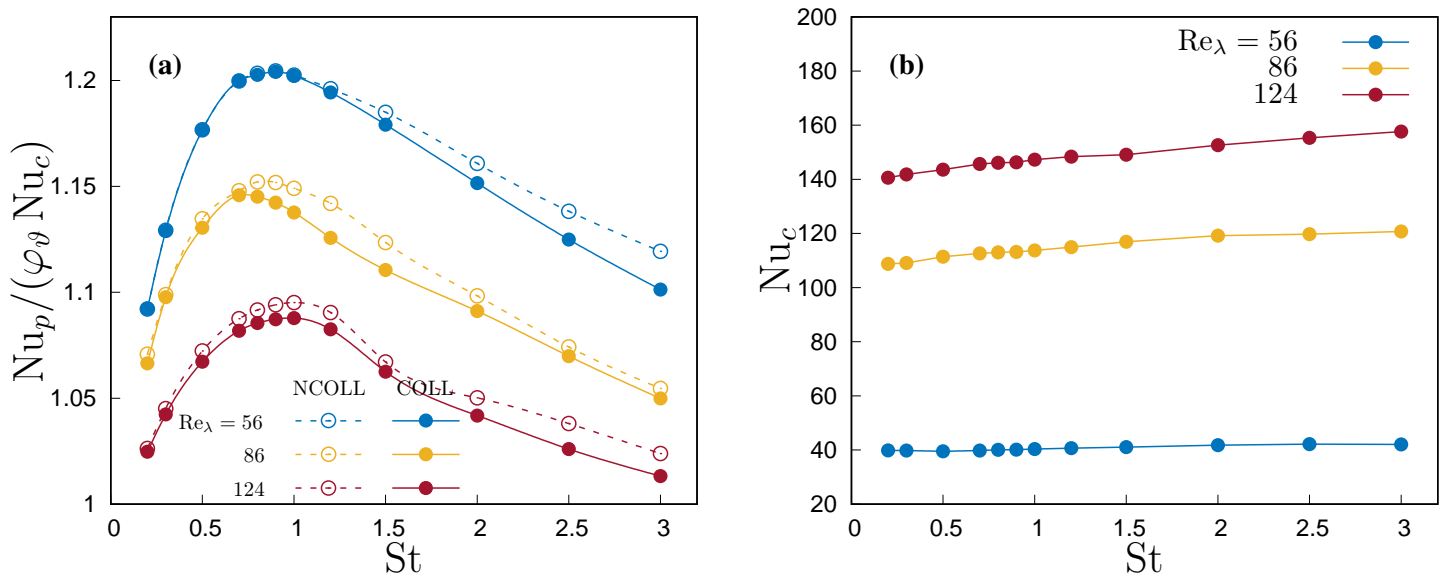 (a)
Nu_p/(φ_ϑ Nu_c)
1.2
1.15
1.1
1.05
1
NCOLL COLL
Re_λ = 56
86
124
0 0.5 1 1.5 2 2.5 3
St
(b)
Nu_c
200
180
160
140
120
100
80
60
40
20
Re_λ = 56
86
124
0 0.5 1 1.5 2 2.5 3
St